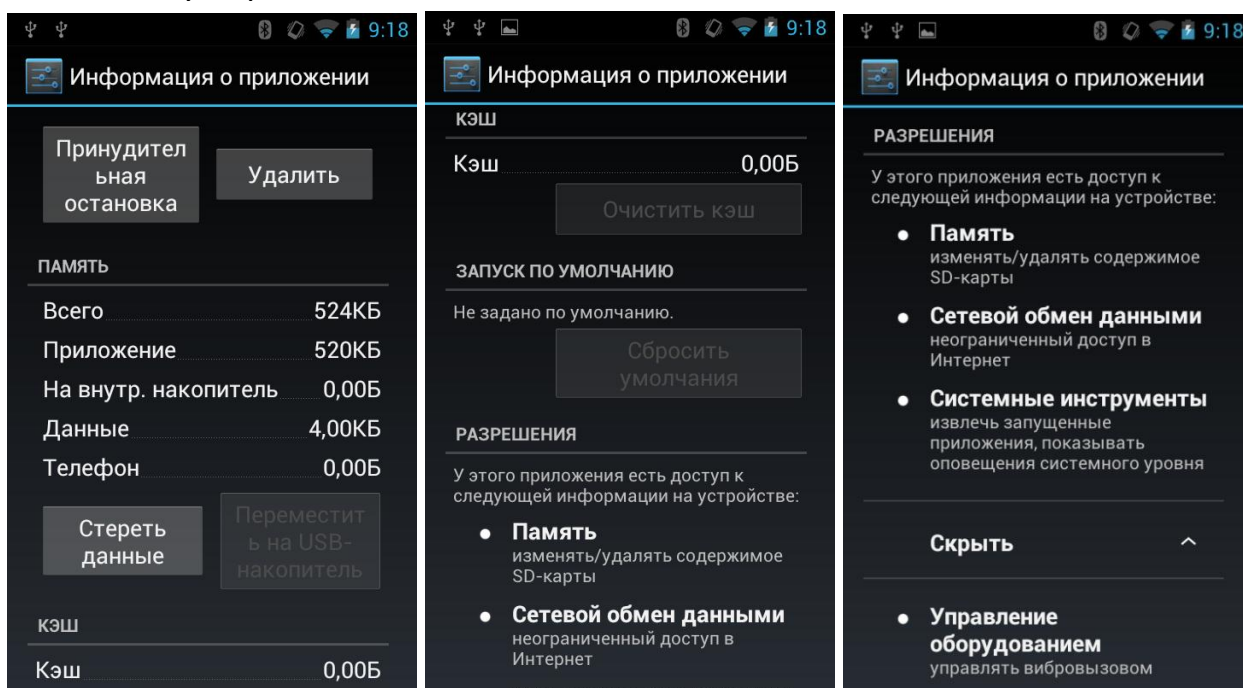 9:18
Информация о приложении
Принудител
ьная
остановка
Удалить
ПАМЯТЬ
Всего 524КБ
Приложение 520КБ
На внутр. накопитель 0,00Б
Данные 4,00КБ
Телефон 0,00Б
Стереть
данные
Переместит
ь на USB-
накопитель
КЭШ
Кэш 0,00Б
9:18
Информация о приложении
КЭШ
Кэш 0,00Б
Очистить кэш
ЗАПУСК ПО УМОЛЧАНИЮ
Не задано по умолчанию.
Сбросить
умолчания
РАЗРЕШЕНИЯ
У этого приложения есть доступ к
следующей информации на устройстве:
Память
изменять/удалять содержимое
SD-карты
Сетевой обмен данными
неограниченный доступ в
Интернет
9:18
Информация о приложении
РАЗРЕШЕНИЯ
У этого приложения есть доступ к
следующей информации на устройстве:
Память
изменять/удалять содержимое
SD-карты
Сетевой обмен данными
неограниченный доступ в
Интернет
Системные инструменты
извлечь запущенные
приложения, показывать
оповещения системного уровня
Скрыть
Управление
оборудованием
управлять вибровызовом